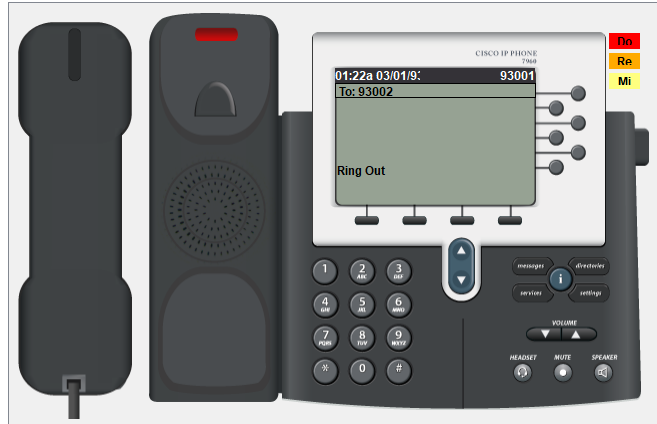 CISCO IP PHONE
7960
Do
Re
Mi
01:22a 03/01/93
93001
To: 93002
Ring Out
1
2
ABC
3
DEF
4
GHI
5
JKL
6
MNO
7
PQRS
8
TUV
9
WXYZ
*
0
#
messages
directories
i
services
settings
VOLUME
HEADSET
MUTE
SPEAKER